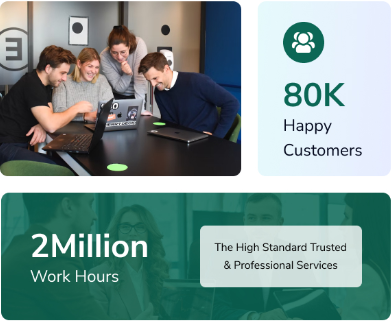 80K
Happy
Customers
2Million
Work Hours
The High Standard Trusted
& Professional Services